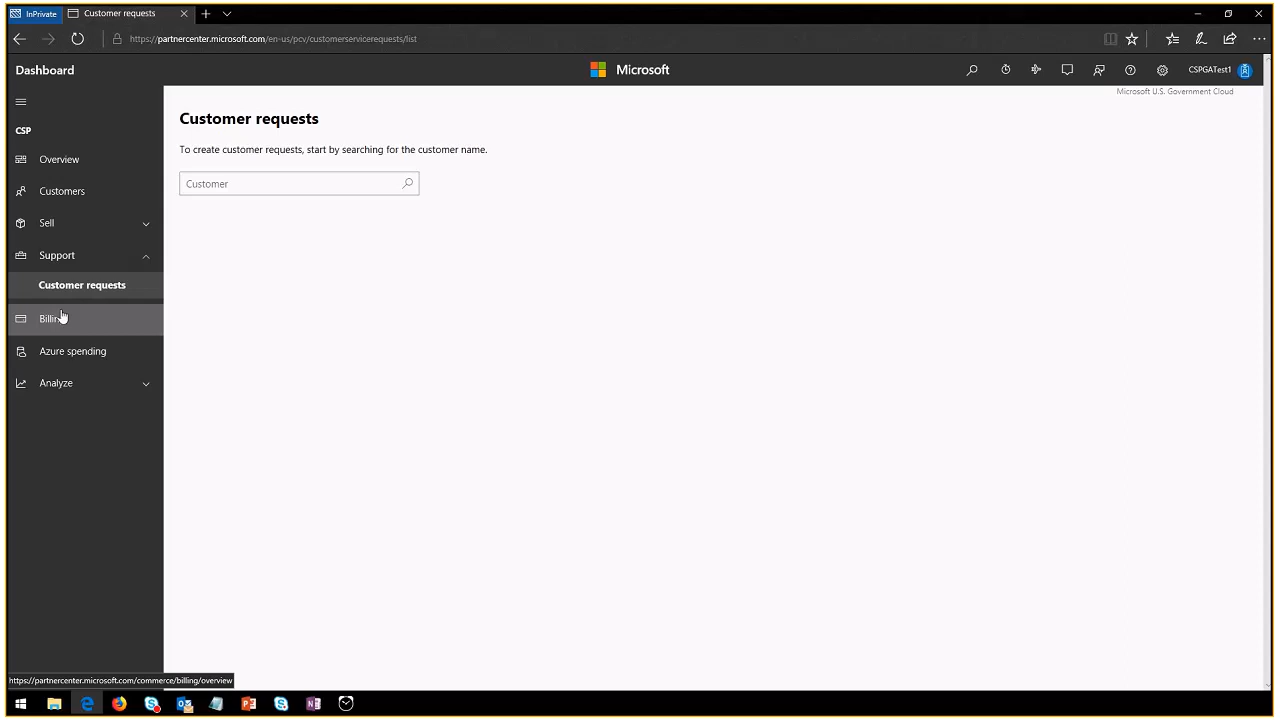 InPrivate
Customer requests
https://partnercenter.microsoft.com/en-us/pcv/customerservicerequests/list
Dashboard
Microsoft
CSPGATest1
Microsoft U.S. Government Cloud
CSP
Overview
Customers
Sell
Support
Customer requests
Azure spending
Analyze
Customer requests
To create customer requests, start by searching for the customer name.
Customer
https://partnercenter.microsoft.com/commerce/billing/overview